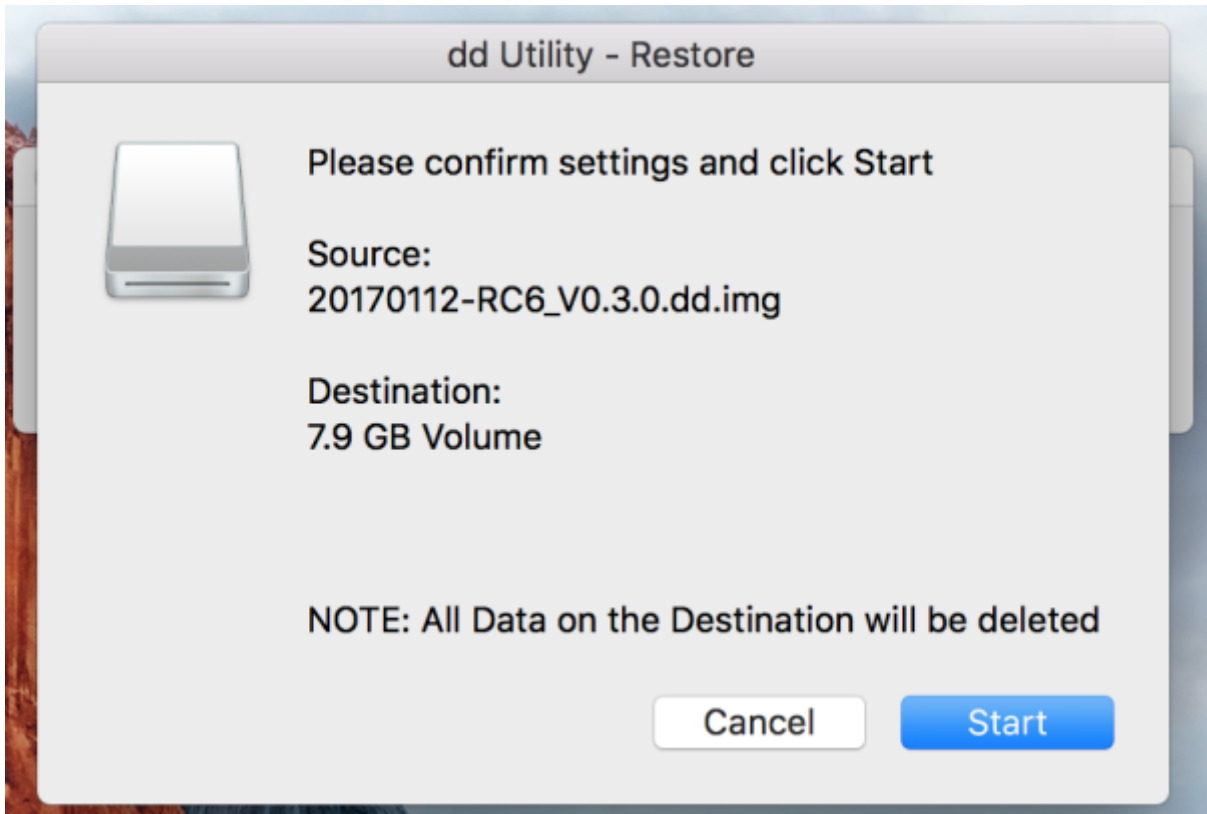 dd Utility - Restore
Please confirm settings and click Start
Source:
20170112-RC6_V0.3.0.dd.img
Destination:
7.9 GB Volume
NOTE: All Data on the Destination will be deleted
Cancel
Start